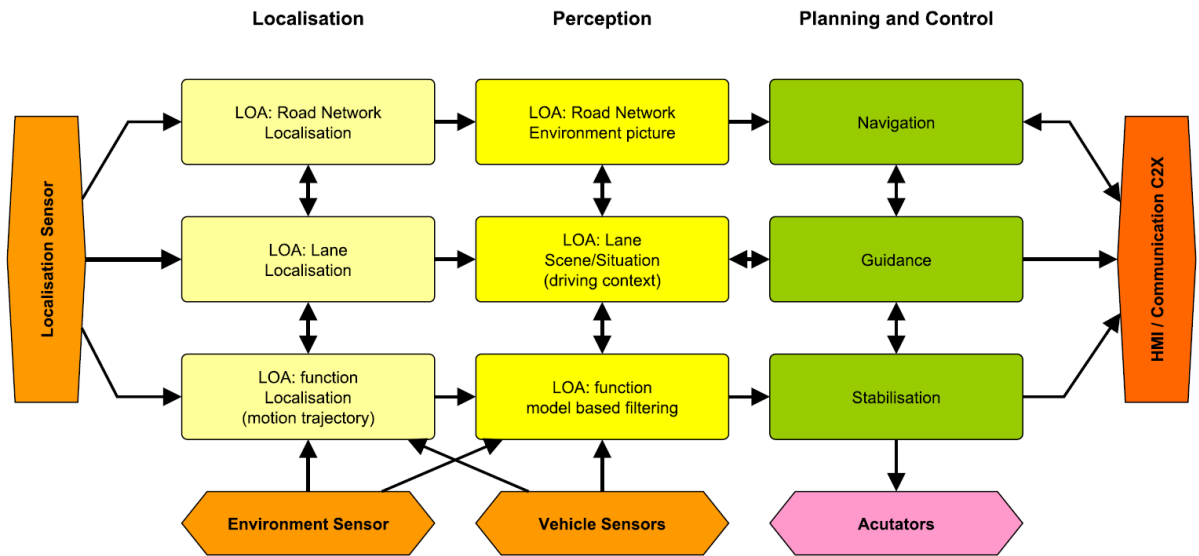 Localisation
Perception
Planning and Control
Localisation Sensor
LOA: Road Network
Localisation
LOA: Road Network
Environment picture
Navigation
HMI / Communication C2X
LOA: Lane
Localisation
LOA: Lane
Scene/Situation
(driving context)
Guidance
LOA: function
Localisation
(motion trajectory)
LOA: function
model based filtering
Stabilisation
Environment Sensor
Vehicle Sensors
Acutators